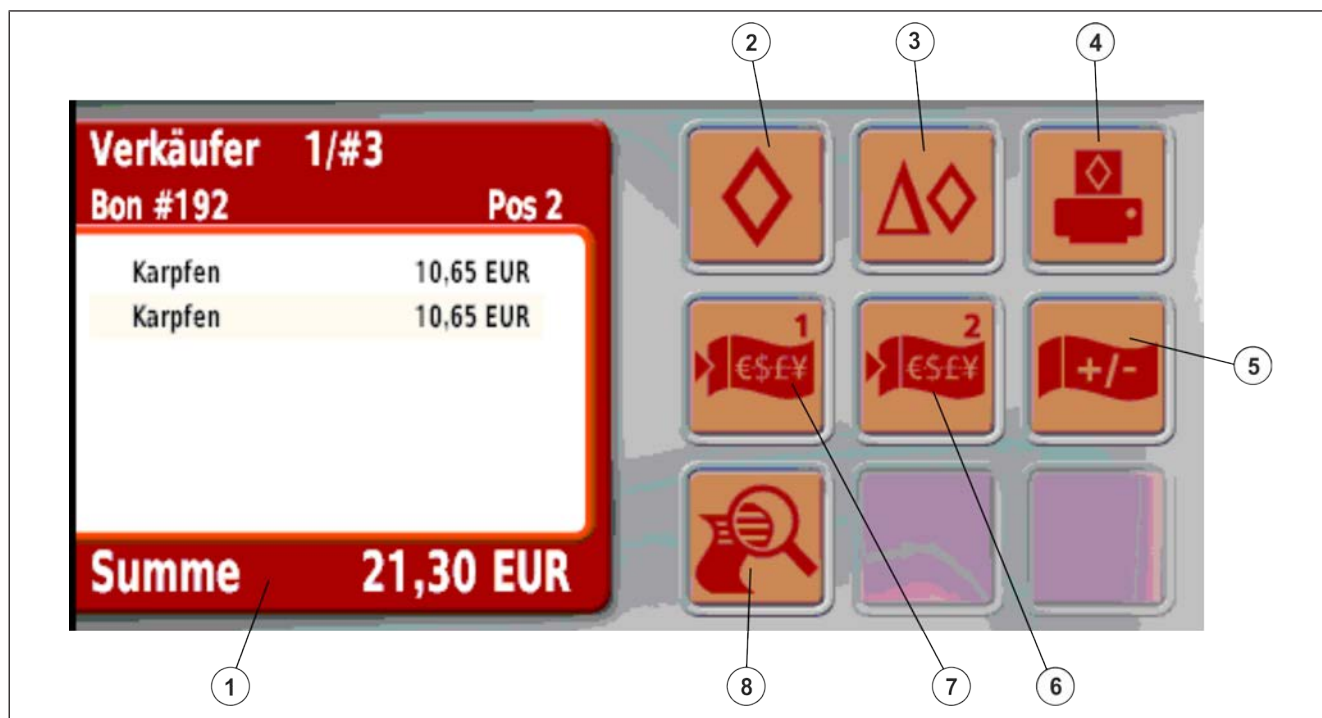 2
3
4
Verkäufer 1/#3
Bon #192 Pos 2
Karpfen 10,65 EUR
Karpfen 10,65 EUR
Summe 21,30 EUR
1 €$£¥
2 €$£¥
+/-
5
1
8
7
6